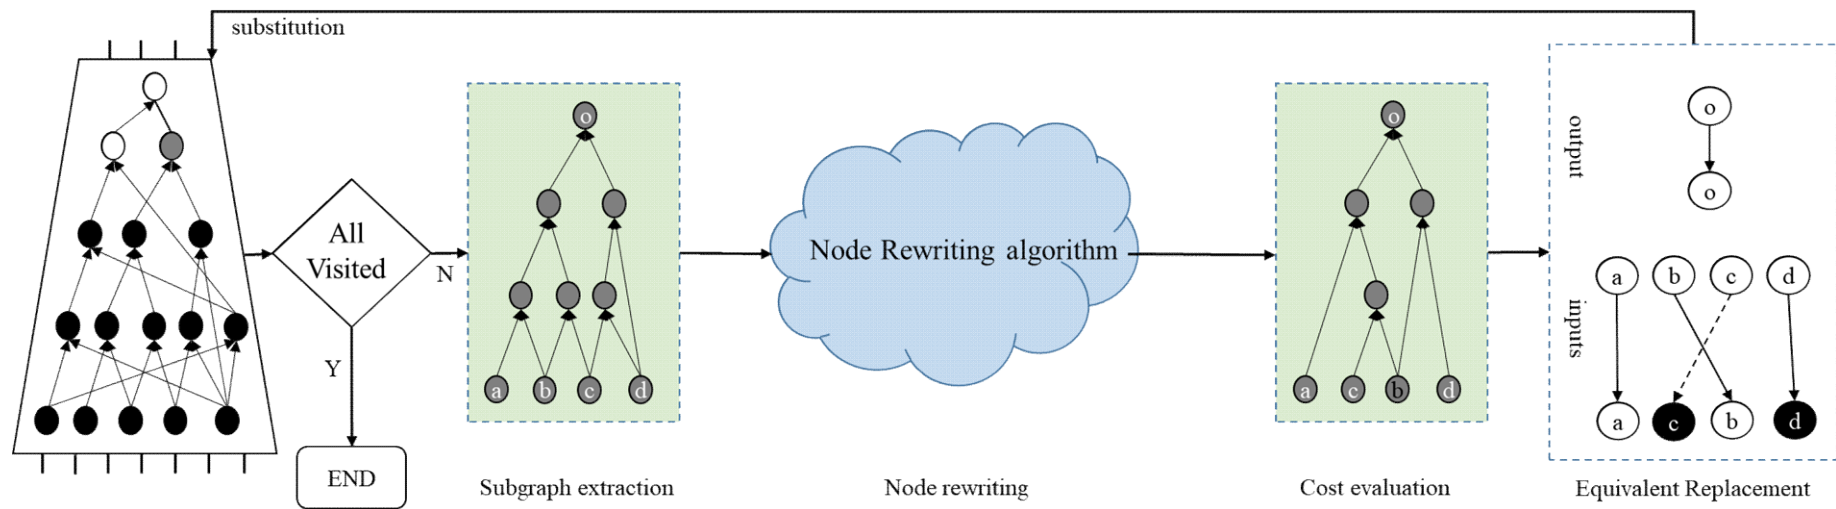 substitution
All
Visited
N
Y
END
o
a
b
c
d
Subgraph extraction
Node Rewriting algorithm
Node rewriting
o
a
c
b
d
Cost evaluation
output
o
o
inputs
a
b
c
d
a
c
b
d
Equivalent Replacement